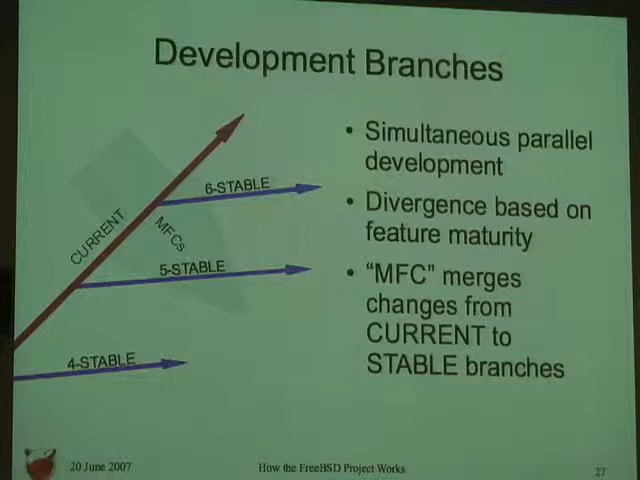 Development Branches
• Simultaneous parallel
development
• Divergence based on
feature maturity
• “MFC” merges
changes from
CURRENT to
STABLE branches
6-STABLE
CURRENT
MFCs
5-STABLE
4-STABLE
20 June 2007
How the FreeBSD Project Works
27